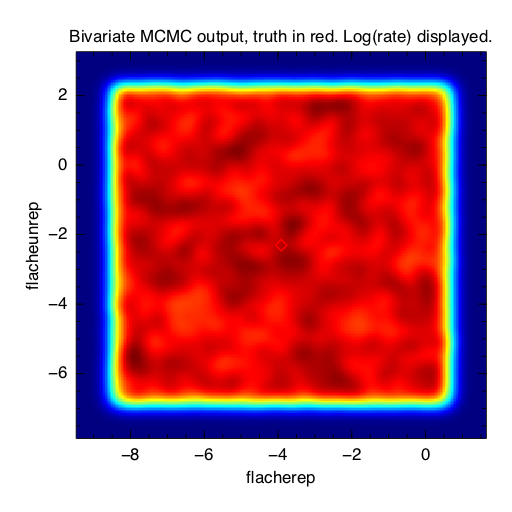 Bivariate MCMC output, truth in red. Log(rate) displayed.
2
0
−2
−4
−6
flacheunrep
−8 −6 −4 −2 0
flacherep